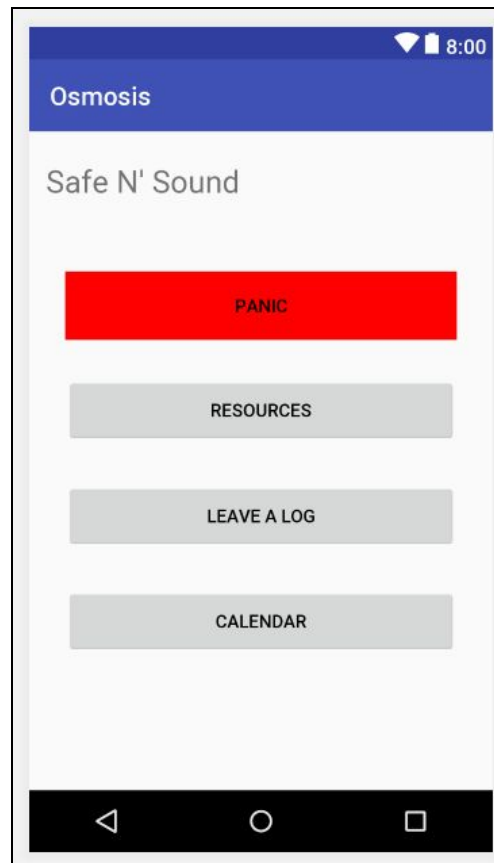 8:00
Osmosis
Safe N' Sound
PANIC
RESOURCES
LEAVE A LOG
CALENDAR